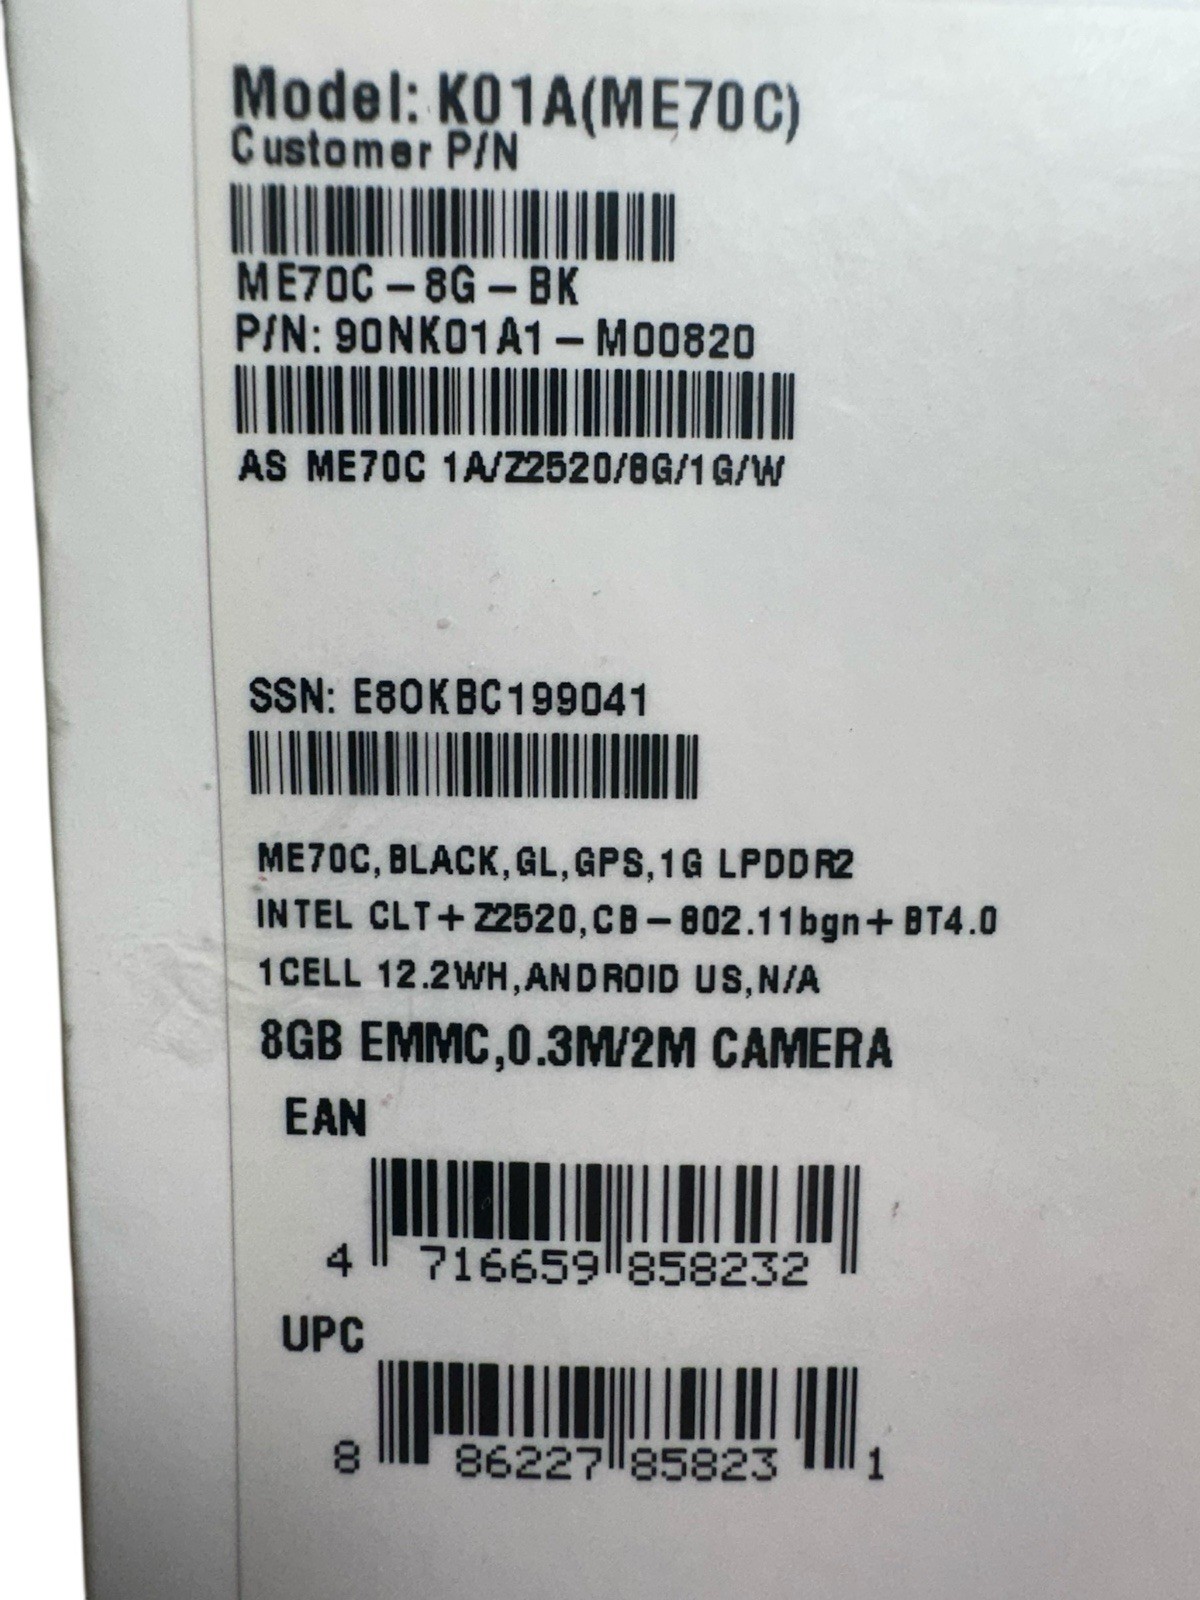 Model: K01A(ME70C)
Customer P/N
ME70C-8G-BK
P/N: 90NK01A1-M00820
AS ME70C 1A/Z2520/8G/1G/W
SSN: E80KBC199041
ME70C,BLACK,GL,GPS,1G LPDDR2
INTEL CLT+Z2520,CB-802.11bgn+BT4.0
1CELL 12.2WH,ANDROID US,N/A
8GB EMMC,0.3M/2M CAMERA
EAN
4 716659 858232
UPC
8 86227 85823 1